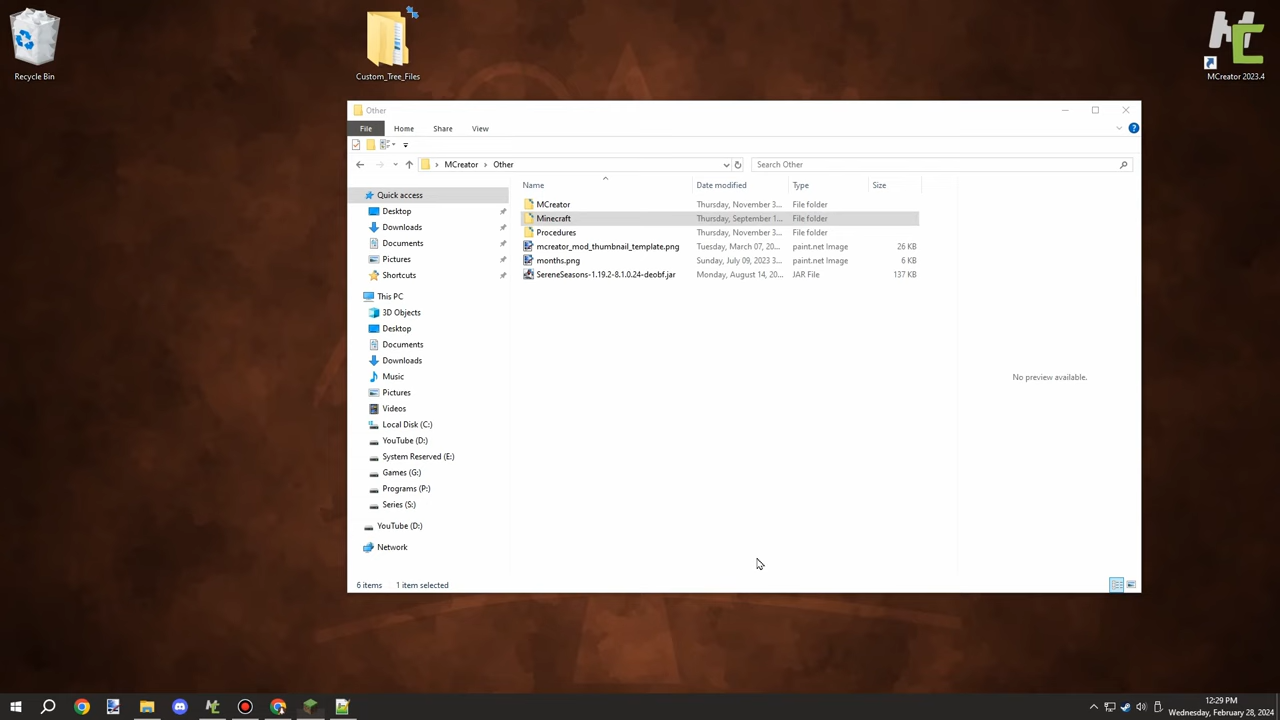 Recycle Bin
Custom_Tree_Files
MCreator 2023.4
Other
File Home Share View
MCreator > Other
Search Other
Name Date modified Type Size
Quick access
Desktop
Downloads
Documents
Pictures
Shortcuts
This PC
3D Objects
Desktop
Documents
Downloads
Music
Pictures
Videos
Local Disk (C:)
YouTube (D:)
System Reserved (E:)
Games (G:)
Programs (P:)
Series (S:)
YouTube (D:)
Network
MCreator Thursday, November 3... File folder
Minecraft Thursday, September 1... File folder
Procedures Thursday, November 3... File folder
mcreator_mod_thumbnail_template.png Tuesday, March 07, 20... paint.net Image 26 KB
months.png Sunday, July 09, 2023 3... paint.net Image 6 KB
SereneSeasons-1.19.2-8.1.0.24-deobf.jar Monday, August 14, 20... JAR File 137 KB
No preview available.
6 items 1 item selected
12:29 PM
Wednesday, February 28, 2024